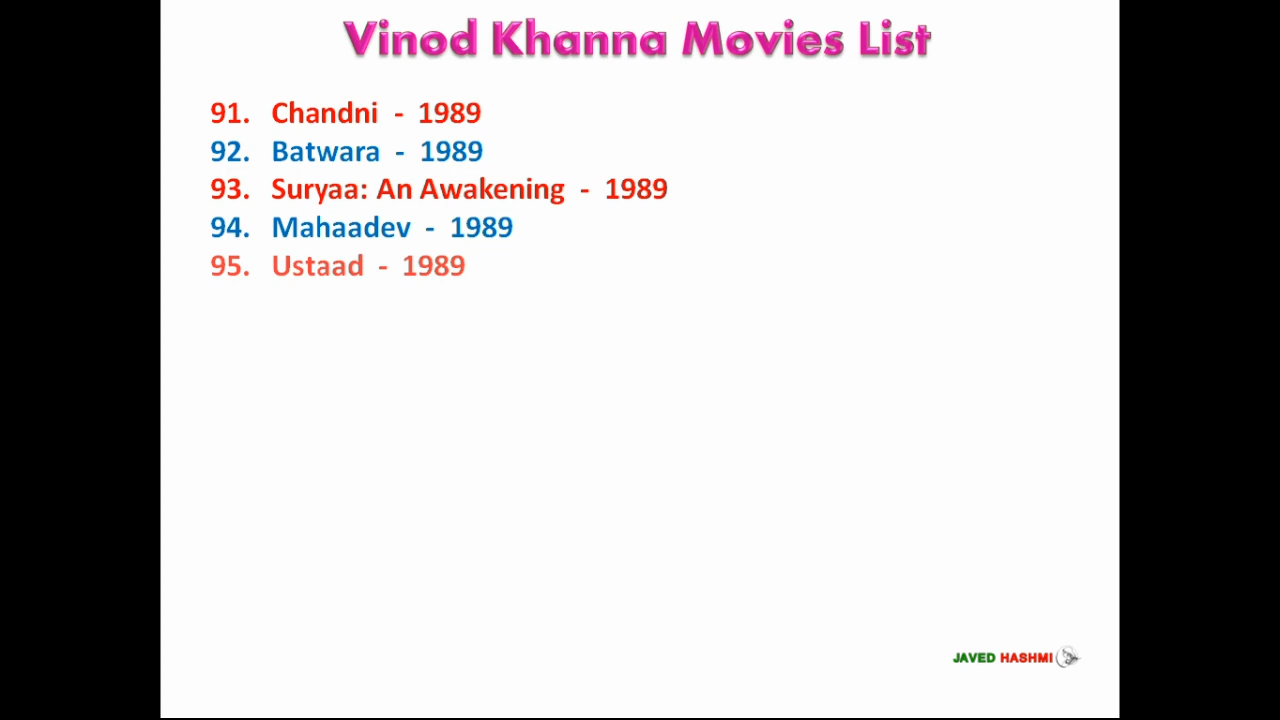 Vinod Khanna Movies List
91. Chandni - 1989
92. Batwara - 1989
93. Suryaa: An Awakening - 1989
94. Mahaadev - 1989
95. Ustaad - 1989
JAVED HASHMI